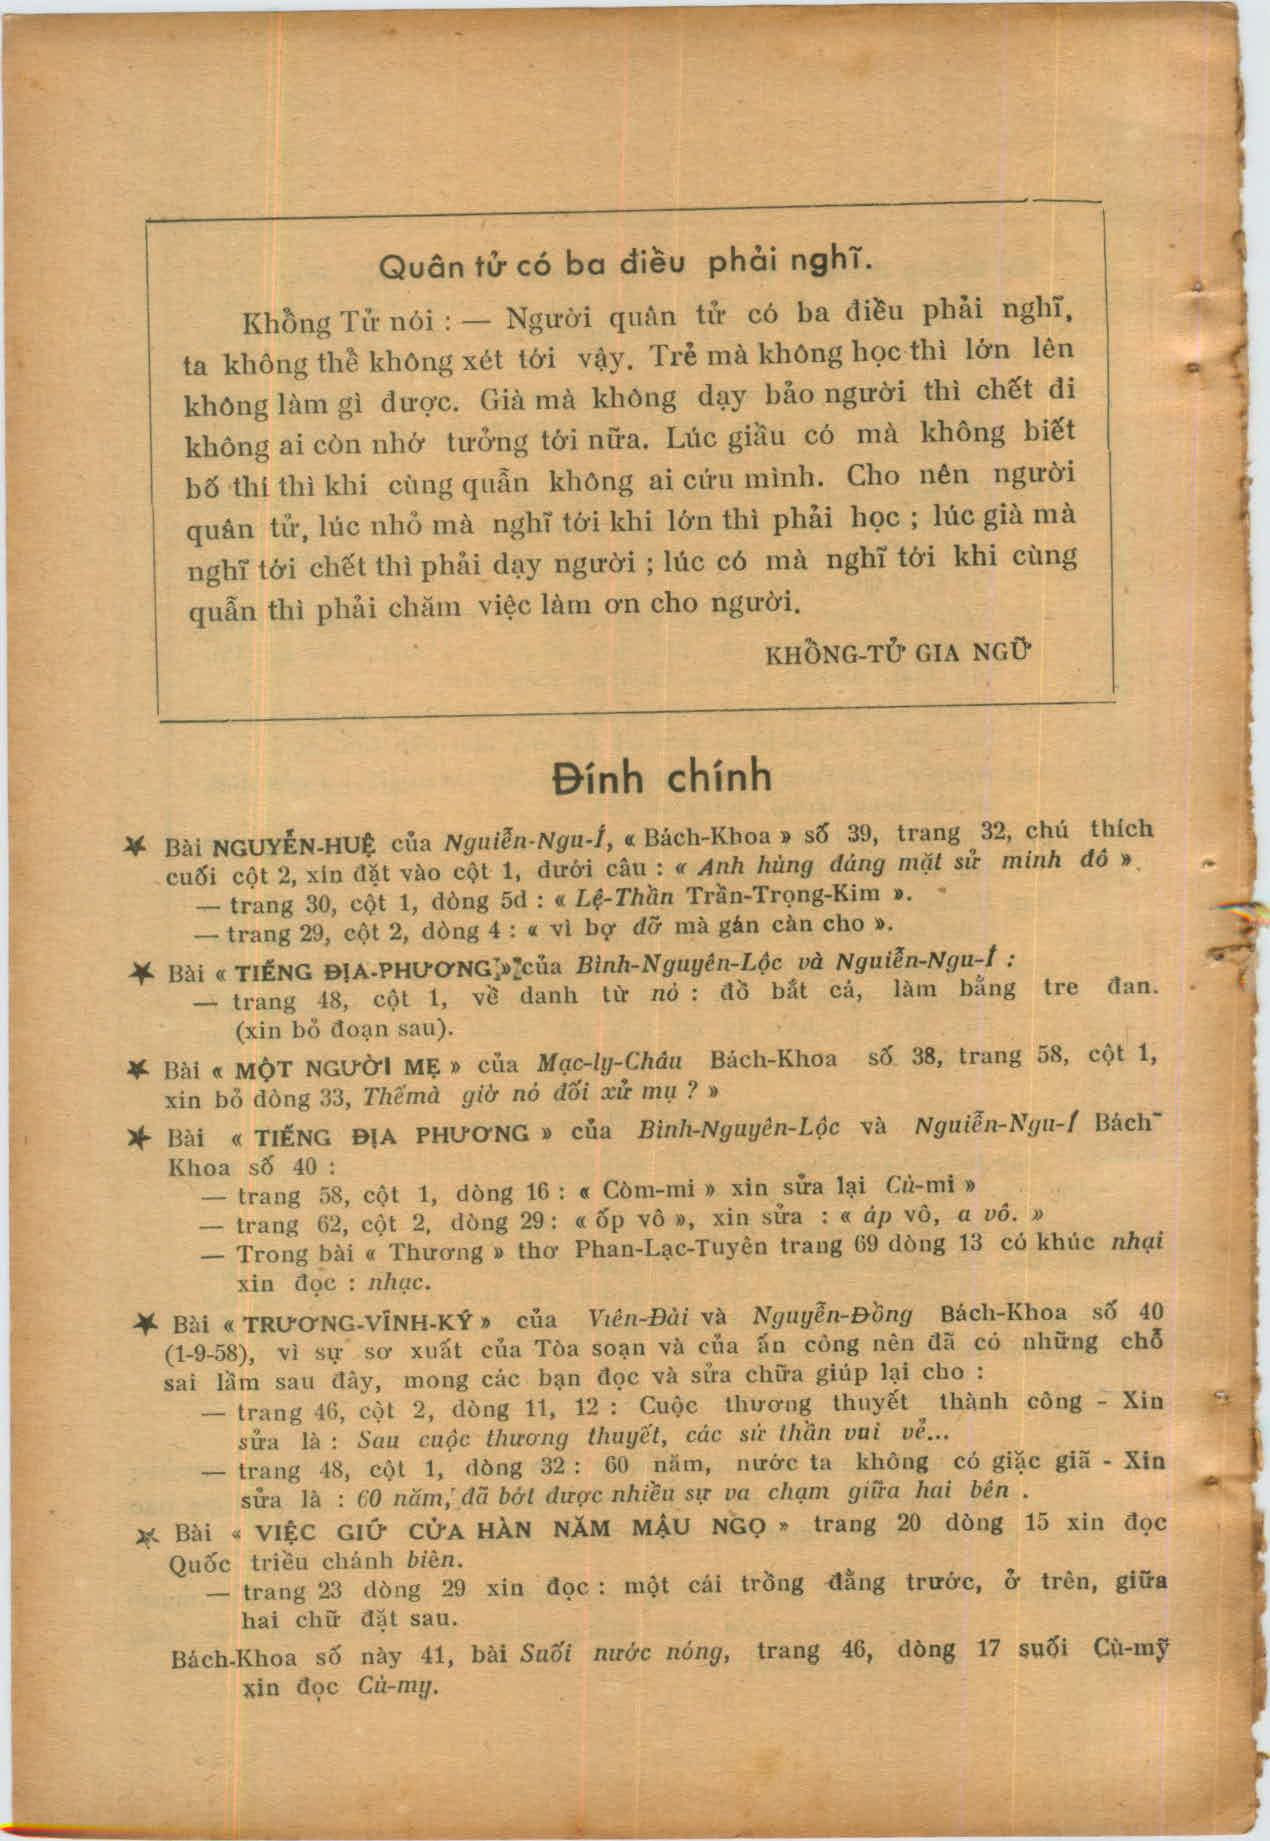 Quân tử có ba điều phải nghĩ.
Khổng Tử nói : — Người quân tử có ba điều phải nghĩ,
ta không thể không xét tới vậy. Trẻ mà không học thì lớn lên
không làm gì được. Già mà không dạy bảo người thì chết đi
không ai còn nhớ tưởng tới nữa. Lúc giầu có mà không biết
bố thí thì khi cùng quẫn không ai cứu mình. Cho nên người
quân tử, lúc nhỏ mà nghĩ tới khi lớn thì phải học ; lúc già mà
nghĩ tới chết thì phải dạy người ; lúc có mà nghĩ tới khi cùng
quẫn thì phải chăm việc làm ơn cho người.
KHỔNG-TỬ GIA NGỮ
Đính chính
★ Bài NGUYỄN-HUỆ của Nguiễn-Ngu-Í, « Bách-Khoa » số 39, trang 32, chú thích
cuối cột 2, xin đặt vào cột 1, dưới câu : « Anh hùng đáng mặt sử minh đô ».
— trang 30, cột 1, dòng 5d : « Lệ-Thần Trần-Trọng-Kim ».
— trang 29, cột 2, dòng 4 : « vì bợ đỡ mà gán càn cho ».
★ Bài « TIẾNG ĐỊA-PHƯƠNG » của Bình-Nguyên-Lộc và Nguiễn-Ngu-Í :
— trang 48, cột 1, về danh từ nó : đồ bắt cá, làm bằng tre đan.
(xin bỏ đoạn sau).
★ Bài « MỘT NGƯỜI MẸ » của Mạc-ly-Châu Bách-Khoa số 38, trang 58, cột 1,
xin bỏ dòng 33, Thếmà giờ nó đối xử mụ ? »
★ Bài « TIẾNG ĐỊA PHƯƠNG » của Bình-Nguyên-Lộc và Nguiễn-Ngu-Í Bách-
Khoa số 40 :
— trang 58, cột 1, dòng 16 : « Còm-mi » xin sửa lại Cù-mi »
— trang 62, cột 2, dòng 29 : « ốp vô », xin sửa : « áp vô, a vô. »
— Trong bài « Thương » thơ Phan-Lạc-Tuyên trang 69 dòng 13 có khúc nhại
xin đọc : nhạc.
★ Bài « TRƯƠNG-VĨNH-KÝ » của Viên-Đài và Nguyễn-Đồng Bách-Khoa số 40
(1-9-58), vì sự sơ xuất của Tòa soạn và của ấn công nên đã có những chỗ
sai lầm sau đây, mong các bạn đọc và sửa chữa giúp lại cho :
— trang 46, cột 2, dòng 11, 12 : Cuộc thương thuyết thành công - Xin
sửa là : Sau cuộc thương thuyết, các sứ thần vui vẻ...
— trang 48, cột 1, dòng 32 : 60 năm, nước ta không có giặc giã - Xin
sửa là : 60 năm, đã bớt được nhiều sự va chạm giữa hai bên .
★ Bài « VIỆC GIỮ CỬA HÀN NĂM MẬU NGỌ » trang 20 dòng 15 xin đọc
Quốc triều chánh biên.
— trang 23 dòng 29 xin đọc : một cái trồng đằng trước, ở trên, giữa
hai chữ đặt sau.
Bách-Khoa số này 41, bài Suối nước nóng, trang 46, dòng 17 suối Cù-mỹ
xin đọc Cù-my.